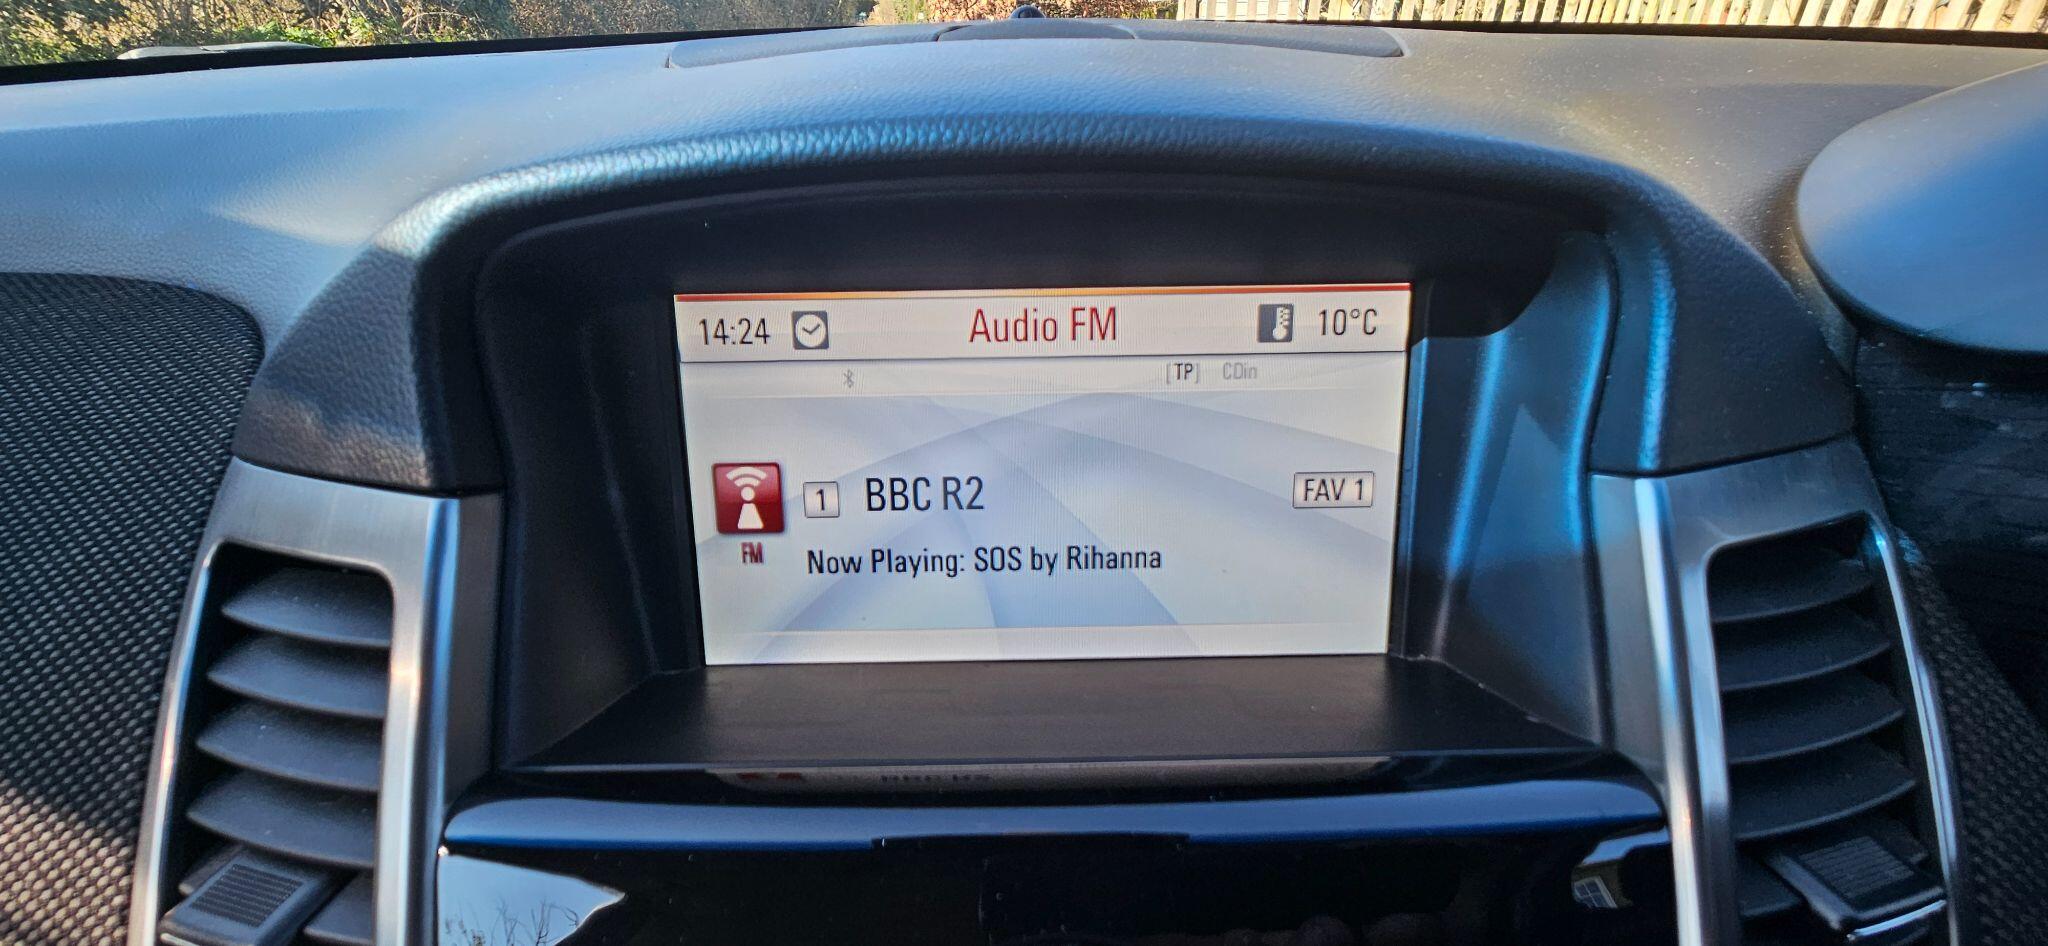 14:24 Audio FM 10°C
[TP] CDin
1 BBC R2 FAV 1
FM
Now Playing: SOS by Rihanna